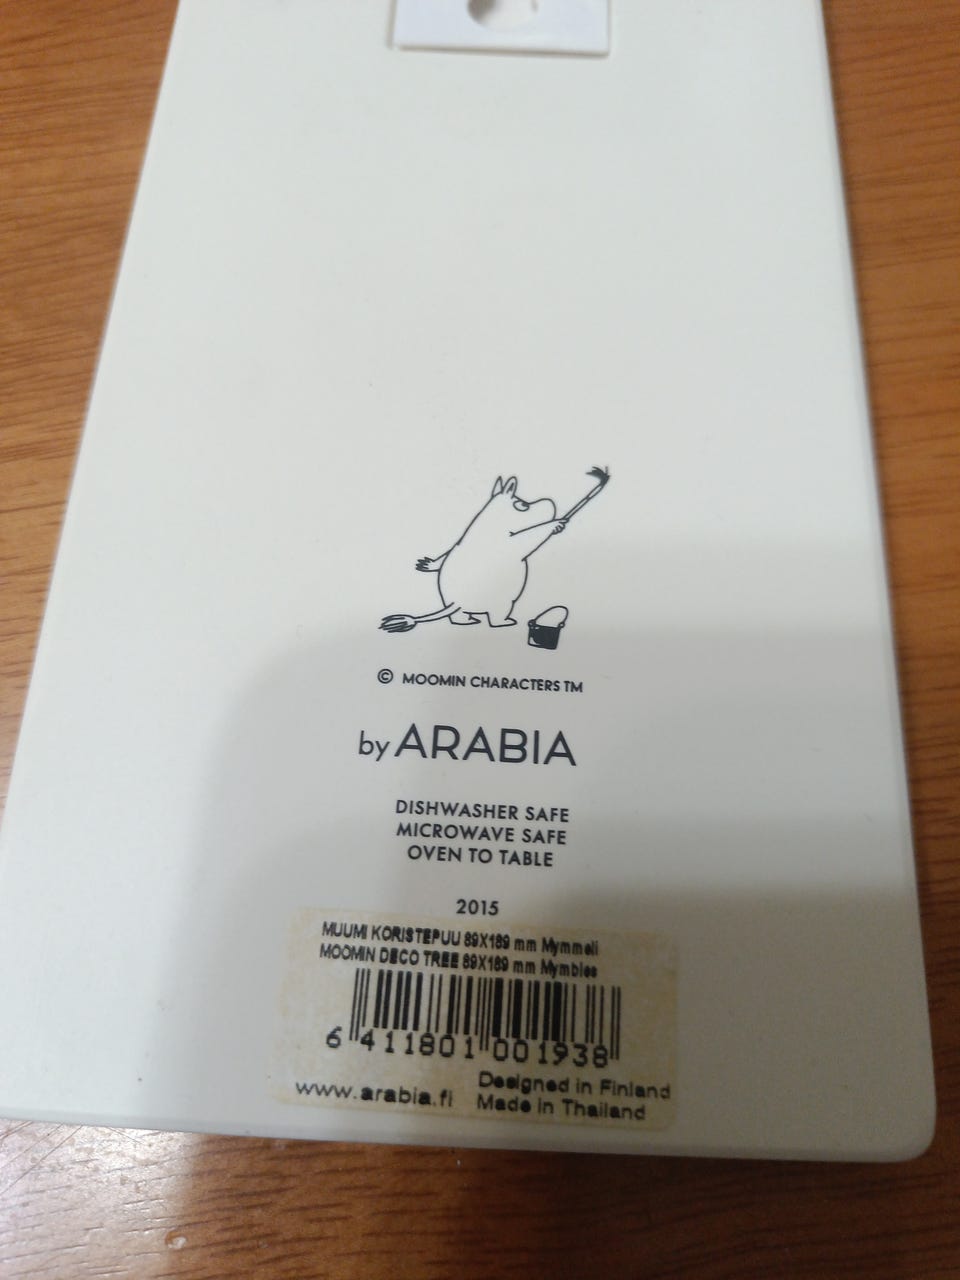 © MOOMIN CHARACTERS TM
by ARABIA
DISHWASHER SAFE
MICROWAVE SAFE
OVEN TO TABLE
2015
MUUMI KORISTEPUU 89X189 mm Mymmeli
MOOMIN DECO TREE 89X189 mm Mymbles
6 411801 001938
www.arabia.fi
Designed in Finland
Made in Thailand